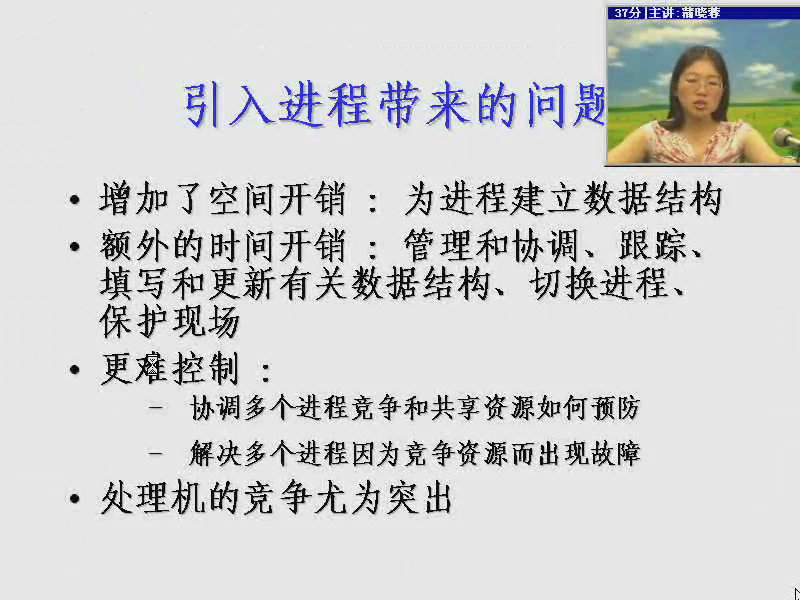 37分|主讲:蒲晓蓉
引入进程带来的问题
• 增加了空间开销 : 为进程建立数据结构
• 额外的时间开销 : 管理和协调、跟踪、
填写和更新有关数据结构、切换进程、
保护现场
• 更难控制 :
– 协调多个进程竞争和共享资源如何预防
– 解决多个进程因为竞争资源而出现故障
• 处理机的竞争尤为突出